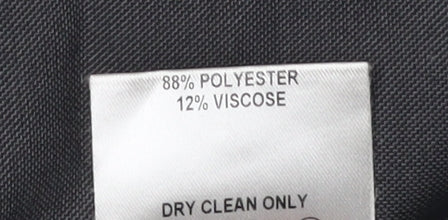 88% POLYESTER
12% VISCOSE
DRY CLEAN ONLY